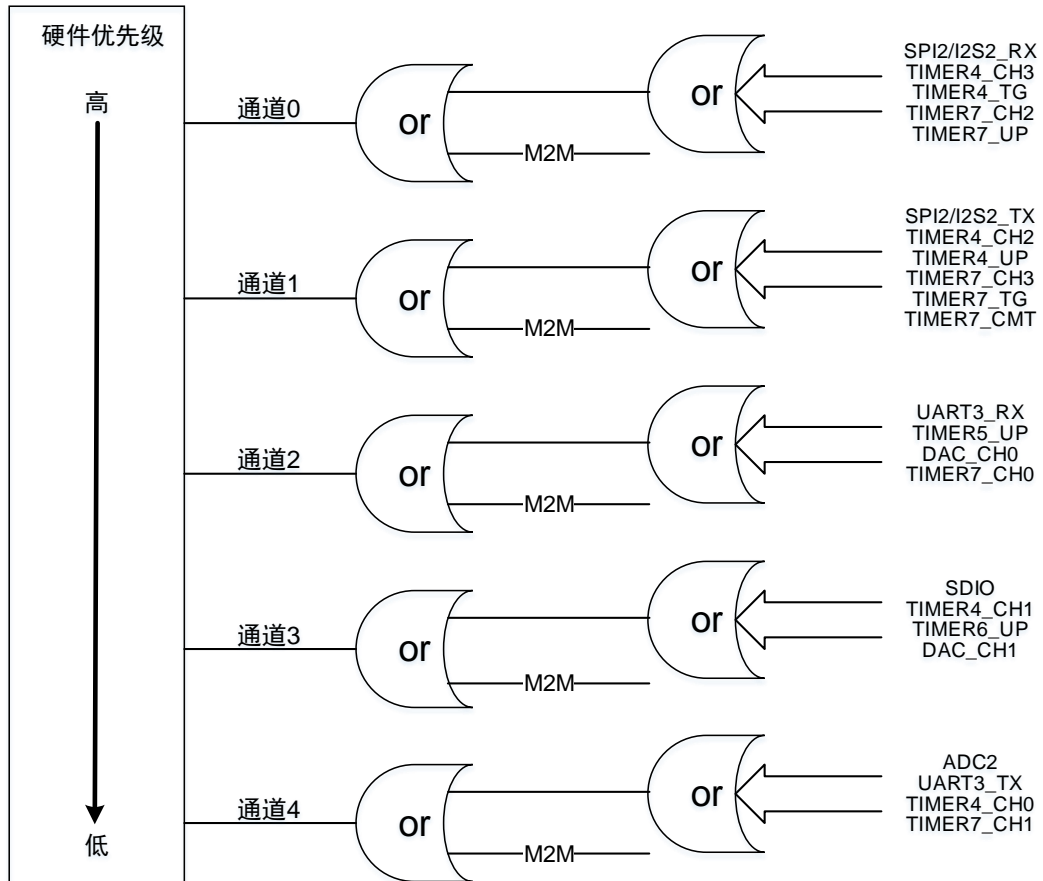 硬件优先级
高
低
通道0
or
M2M
or
SPI2/I2S2_RX
TIMER4_CH3
TIMER4_TG
TIMER7_CH2
TIMER7_UP
通道1
or
M2M
or
SPI2/I2S2_TX
TIMER4_CH2
TIMER4_UP
TIMER7_CH3
TIMER7_TG
TIMER7_CMT
通道2
or
M2M
or
UART3_RX
TIMER5_UP
DAC_CH0
TIMER7_CH0
通道3
or
M2M
or
SDIO
TIMER4_CH1
TIMER6_UP
DAC_CH1
通道4
or
M2M
or
ADC2
UART3_TX
TIMER4_CH0
TIMER7_CH1